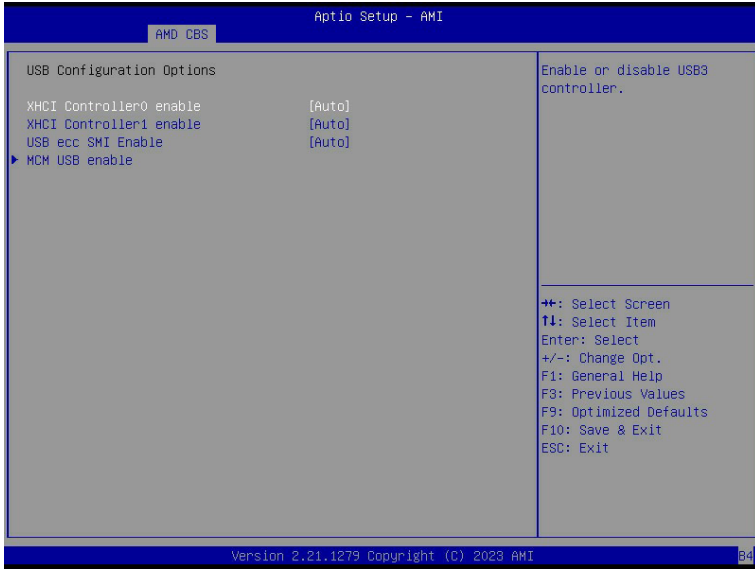 Aptio Setup - AMI
AMD CBS
USB Configuration Options
XHCI Controller0 enable [Auto]
XHCI Controller1 enable [Auto]
USB ecc SMI Enable [Auto]
MCM USB enable
Enable or disable USB3
controller.
→←: Select Screen
↑↓: Select Item
Enter: Select
+/-: Change Opt.
F1: General Help
F3: Previous Values
F9: Optimized Defaults
F10: Save & Exit
ESC: Exit
Version 2.21.1279 Copyright (C) 2023 AMI
B4